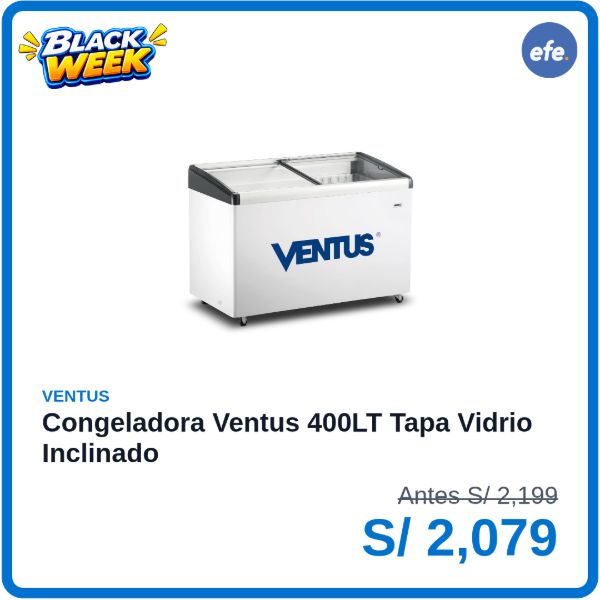 BLACK
WEEK
efe.
VENTUS®
VENTUS
Congeladora Ventus 400LT Tapa Vidrio
Inclinado
Antes S/ 2,199
S/ 2,079